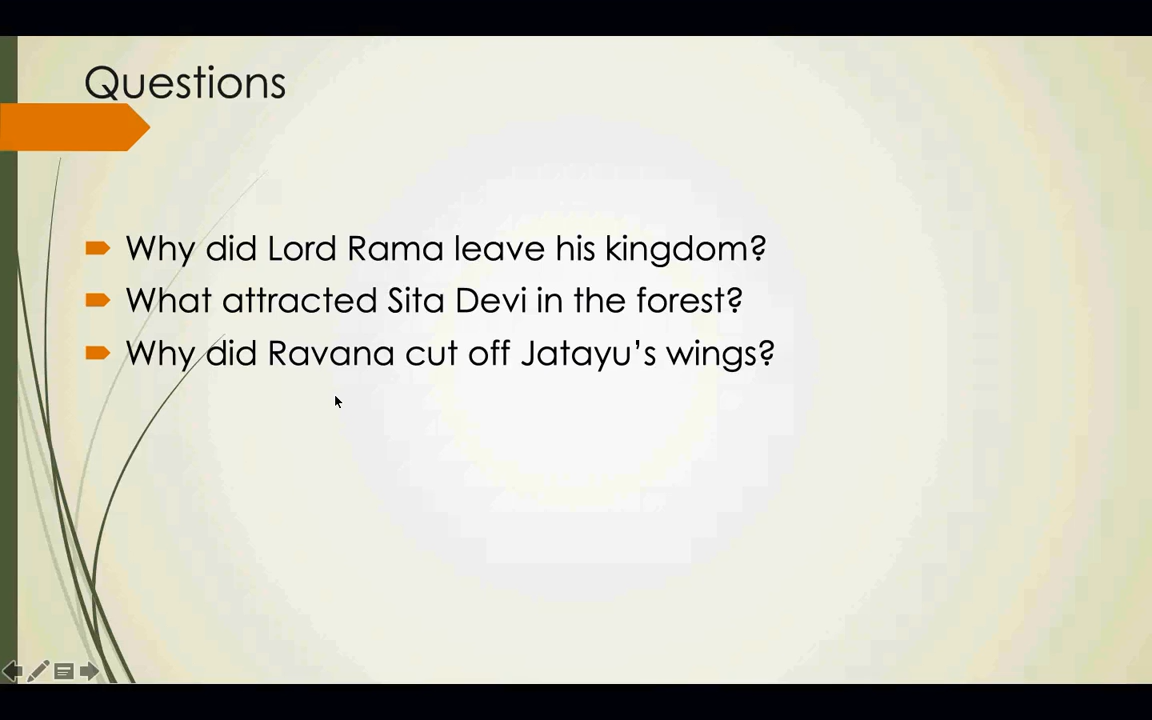 Questions
Why did Lord Rama leave his kingdom?
What attracted Sita Devi in the forest?
Why did Ravana cut off Jatayu’s wings?